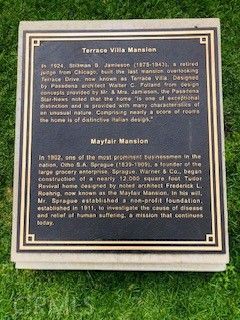 Terrace Villa Mansion
In 1924, Stillman B. Jamieson (1875-1943), a retired
judge from Chicago, built the last mansion overlooking
Terrace Drive, now known as Terrace Villa. Designed
by Pasadena architect Walter C. Folland from design
concepts provided by Mr. & Mrs. Jamieson, the Pasadena
Star-News noted that the home "is one of exceptional
distinction and is provided with many characteristics of
an unusual nature. Comprising nearly a score of rooms
the home is of distinctive Italian design."
Mayfair Mansion
In 1902, one of the most prominent businessmen in the
nation, Otho S.A. Sprague (1839-1909), a founder of the
large grocery enterprise, Sprague, Warner & Co., began
construction of a nearly 12,000 square foot Tudor
Revival home designed by noted architect Frederick L.
Roehrig, now known as the Mayfair Mansion. In his will,
Mr. Sprague established a non-profit foundation,
established in 1911, to investigate the cause of disease
and relief of human suffering, a mission that continues
today.